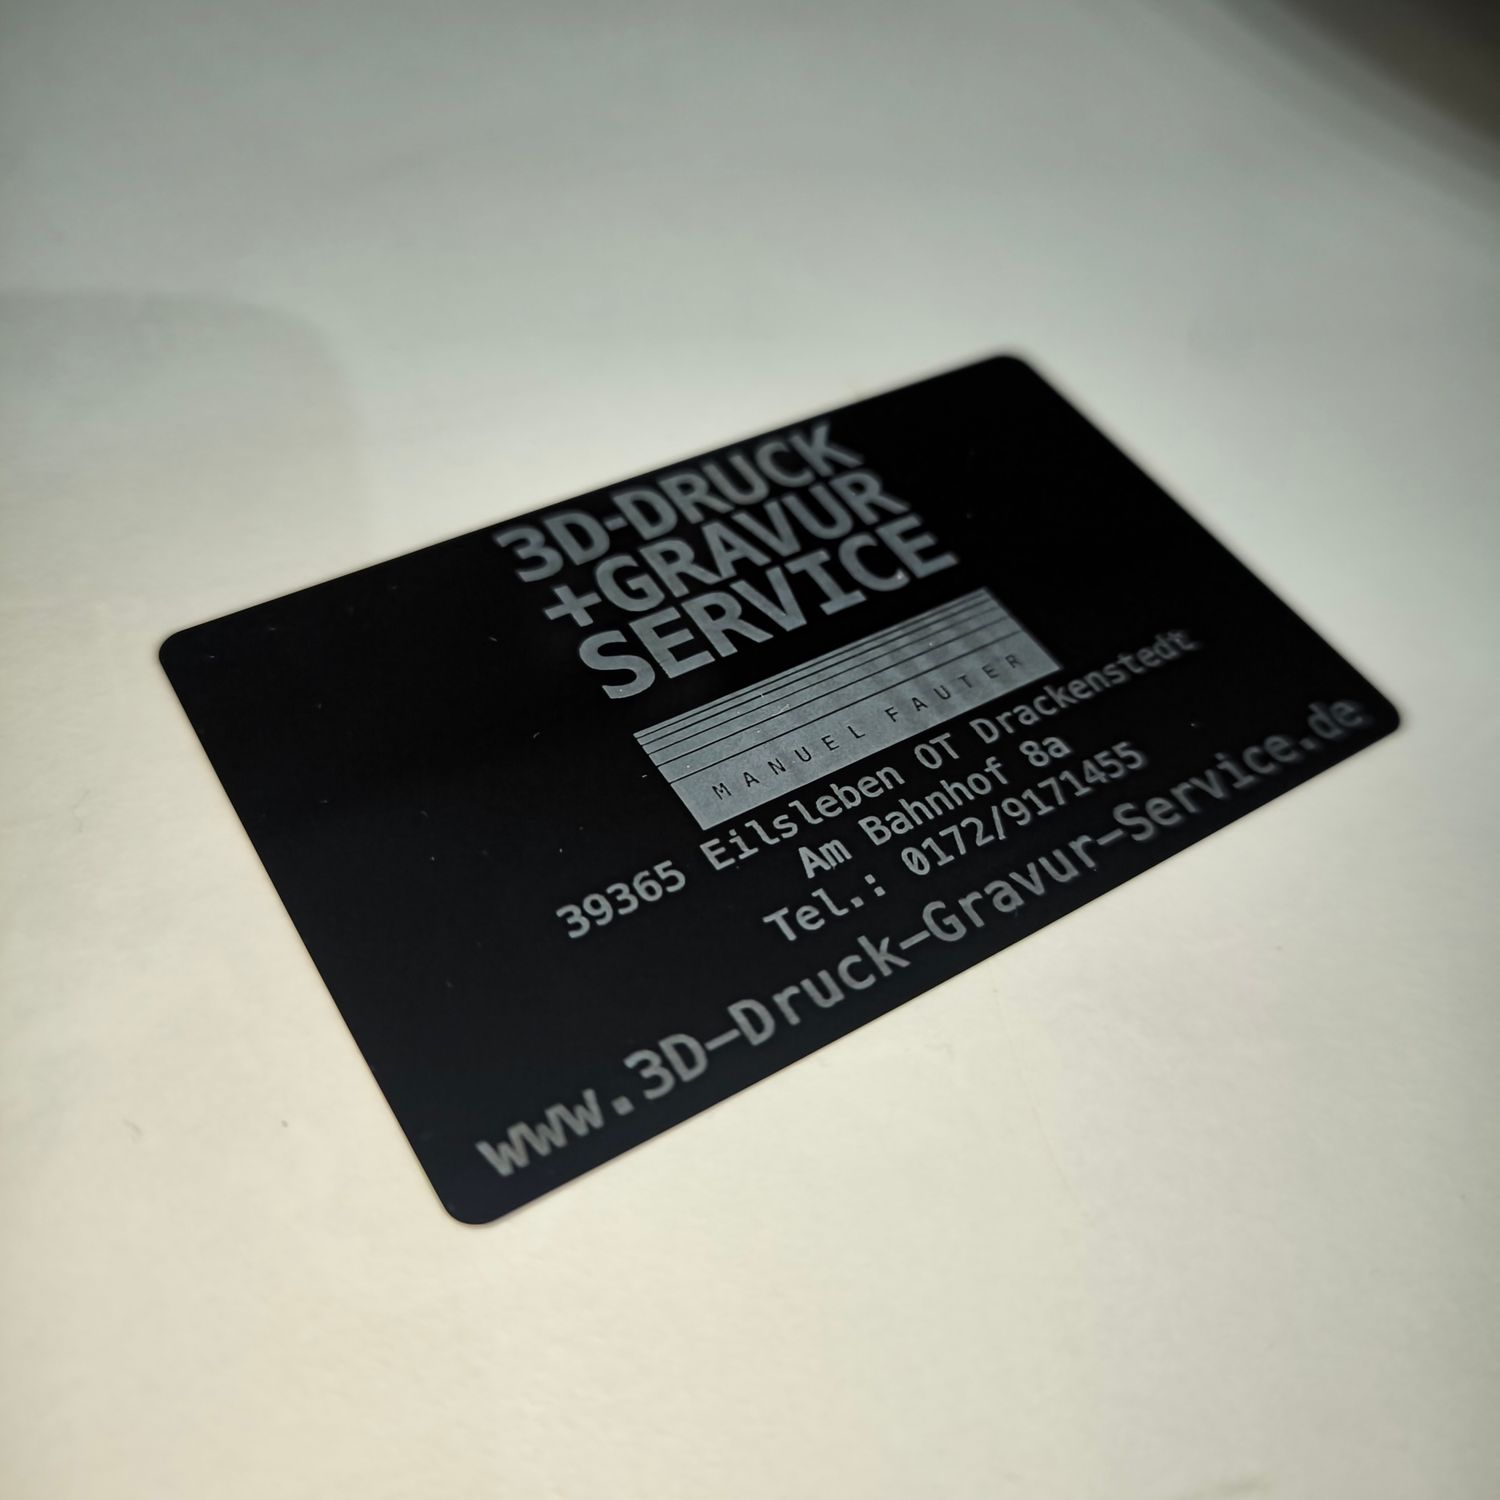 3D-DRUCK
+GRAVUR
SERVICE
MANUEL FAUTER
39365 Eilsleben OT Drackenstedt
Am Bahnhof 8a
Tel.: 0172/9171455
www.3D-Druck-Gravur-Service.de